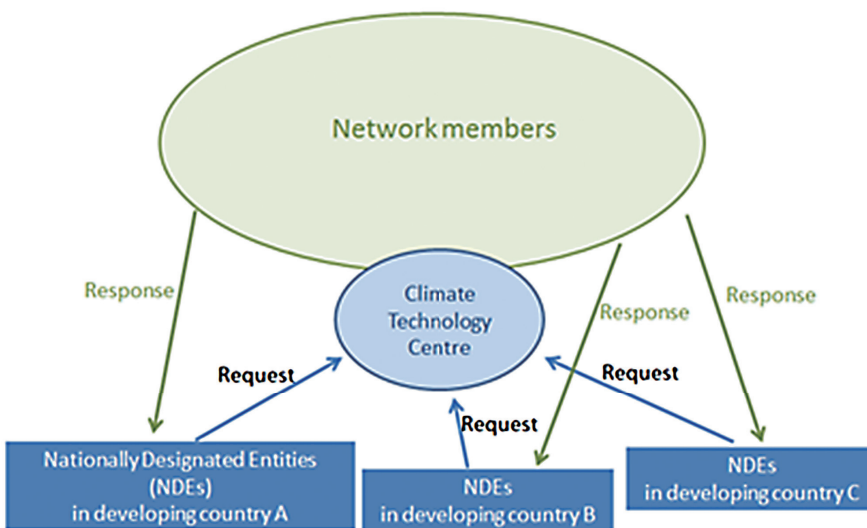 Network members
Response
Climate
Technology
Centre
Response
Response
Request
Request
Request
Nationally Designated Entities
(NDEs)
in developing country A
NDEs
in developing country B
NDEs
in developing country C